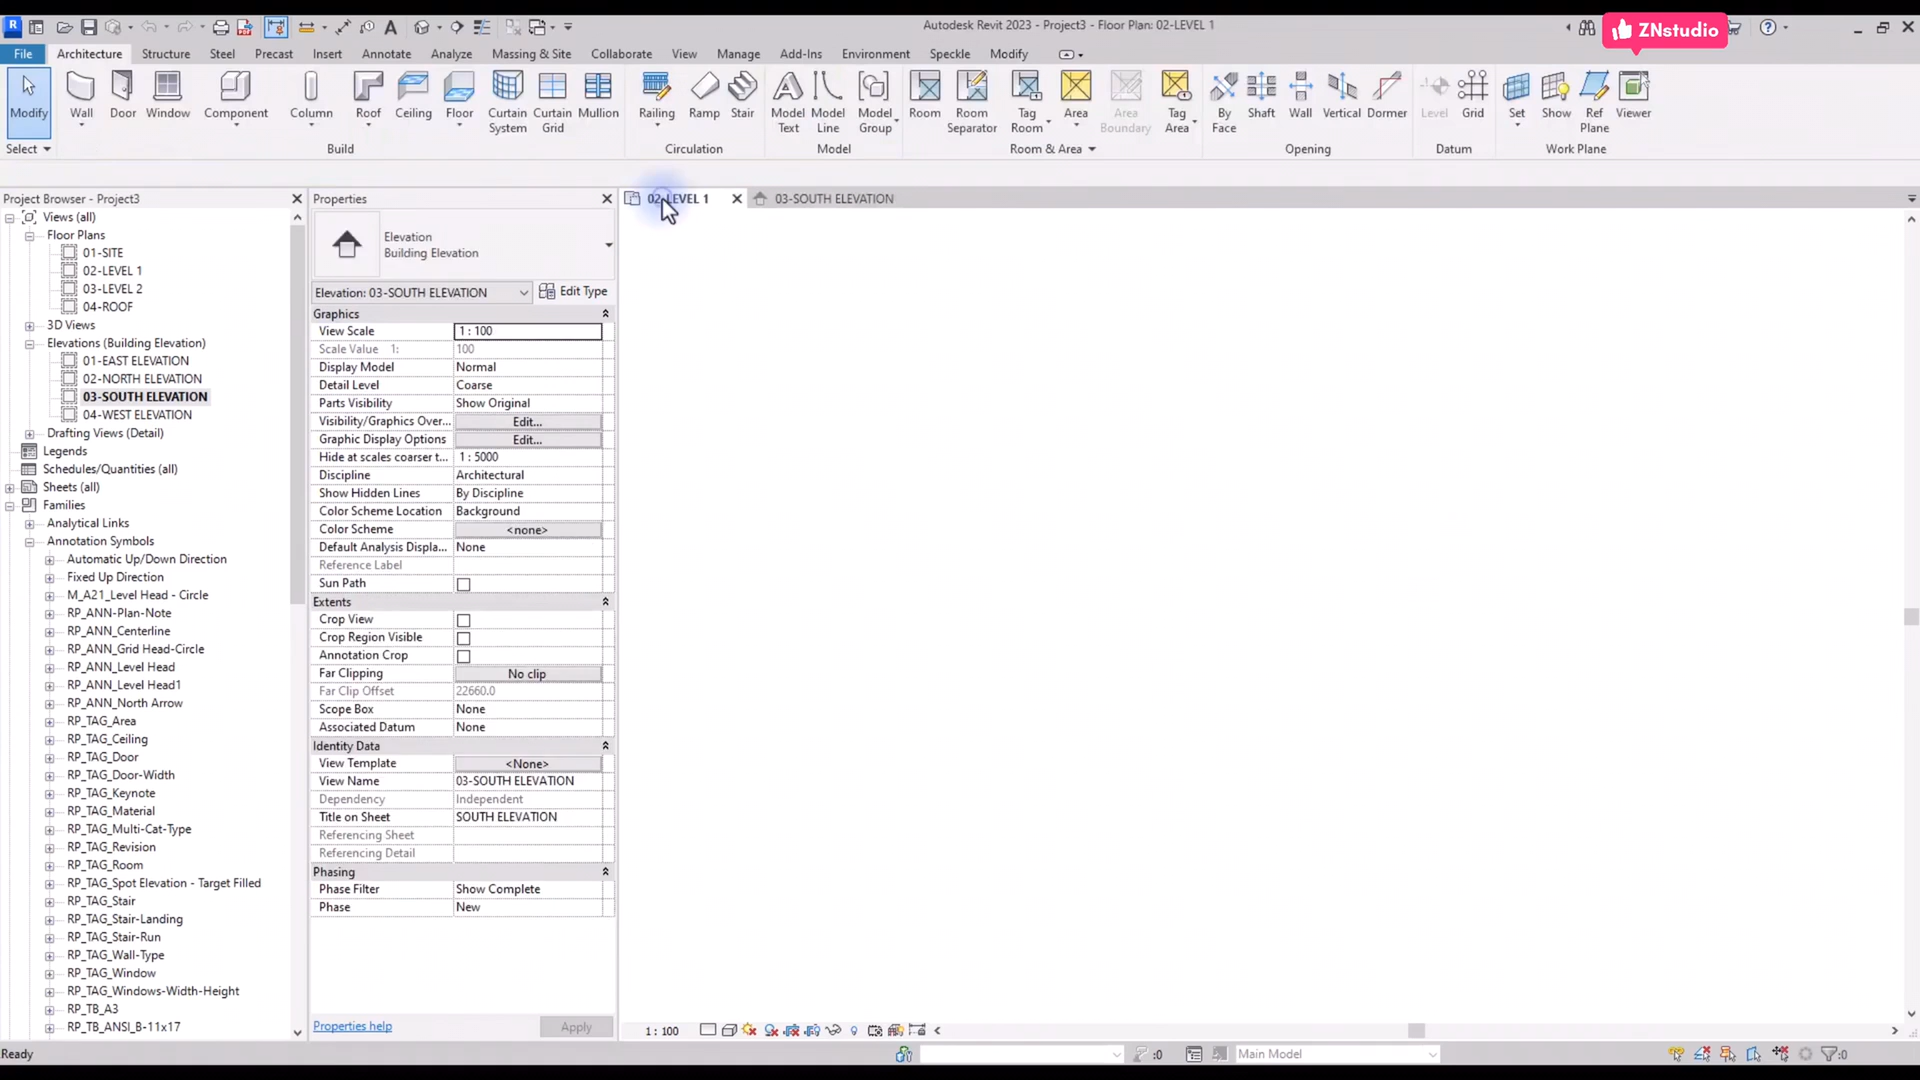 Autodesk Revit 2023 - Project3 - Floor Plan: 02-LEVEL 1
ZNstudio
File Architecture Structure Steel Precast Insert Annotate Analyze Massing & Site Collaborate View Manage Add-Ins Environment Speckle Modify
Modify Wall Door Window Component Column Roof Ceiling Floor Curtain System Curtain Grid Mullion Railing Ramp Stair Model Text Model Line Model Group Room Room Separator Tag Room Area Area Boundary Tag Area By Face Shaft Wall Vertical Dormer Level Grid Set Show Ref Plane Viewer
Select Build Circulation Model Room & Area Opening Datum Work Plane
Project Browser - Project3
Views (all)
Floor Plans
01-SITE
02-LEVEL 1
03-LEVEL 2
04-ROOF
3D Views
Elevations (Building Elevation)
01-EAST ELEVATION
02-NORTH ELEVATION
03-SOUTH ELEVATION
04-WEST ELEVATION
Drafting Views (Detail)
Legends
Schedules/Quantities (all)
Sheets (all)
Families
Analytical Links
Annotation Symbols
Automatic Up/Down Direction
Fixed Up Direction
M_A21_Level Head - Circle
RP_ANN-Plan-Note
RP_ANN_Centerline
RP_ANN_Grid Head-Circle
RP_ANN_Level Head
RP_ANN_Level Head1
RP_ANN_North Arrow
RP_TAG_Area
RP_TAG_Ceiling
RP_TAG_Door
RP_TAG_Door-Width
RP_TAG_Keynote
RP_TAG_Material
RP_TAG_Multi-Cat-Type
RP_TAG_Revision
RP_TAG_Room
RP_TAG_Spot Elevation - Target Filled
RP_TAG_Stair
RP_TAG_Stair-Landing
RP_TAG_Stair-Run
RP_TAG_Wall-Type
RP_TAG_Window
RP_TAG_Windows-Width-Height
RP_TB_A3
RP_TB_ANSI_B-11x17
Properties
Elevation
Building Elevation
Elevation: 03-SOUTH ELEVATION Edit Type
Graphics
View Scale 1 : 100
Scale Value 1: 100
Display Model Normal
Detail Level Coarse
Parts Visibility Show Original
Visibility/Graphics Over... Edit...
Graphic Display Options Edit...
Hide at scales coarser t... 1 : 5000
Discipline Architectural
Show Hidden Lines By Discipline
Color Scheme Location Background
Color Scheme <none>
Default Analysis Displa... None
Reference Label
Sun Path
Extents
Crop View
Crop Region Visible
Annotation Crop
Far Clipping No clip
Far Clip Offset 22660.0
Scope Box None
Associated Datum None
Identity Data
View Template <None>
View Name 03-SOUTH ELEVATION
Dependency Independent
Title on Sheet SOUTH ELEVATION
Referencing Sheet
Referencing Detail
Phasing
Phase Filter Show Complete
Phase New
Properties help Apply
02-LEVEL 1 03-SOUTH ELEVATION
1 : 100
Ready :0 Main Model :0